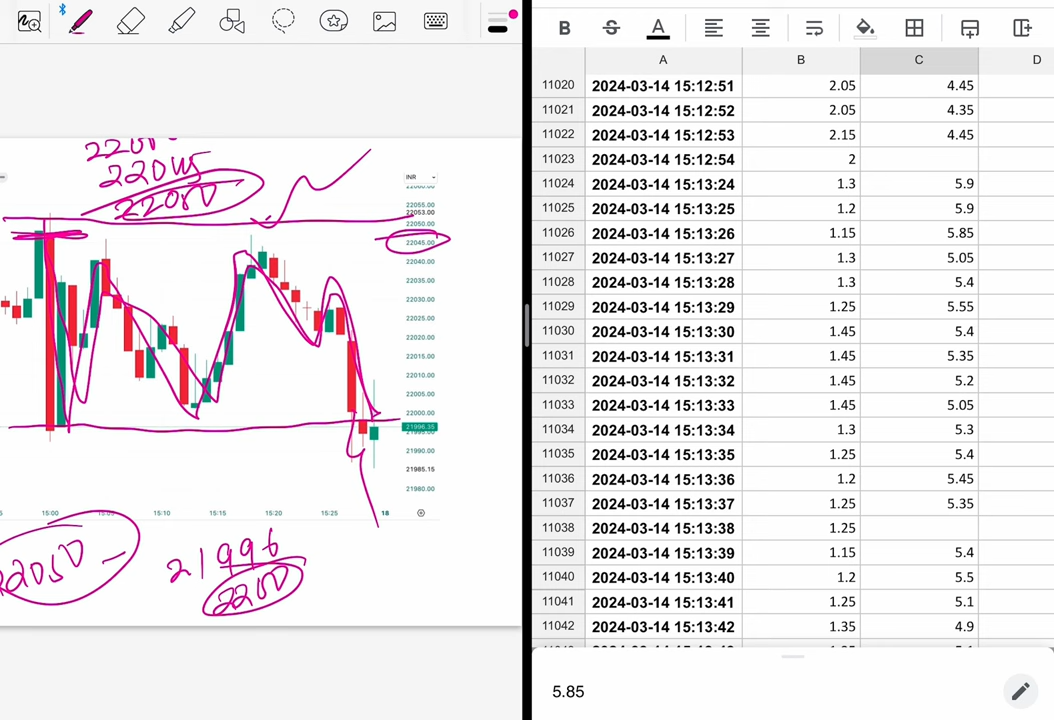 22045
22050
INR
22055.00
22053.00
22050.00
22045.00
22040.00
22035.00
22030.00
22025.00
22020.00
22015.00
22010.00
22005.00
22000.00
21996.35
21990.00
21985.15
21980.00
15:00
15:10
15:15
15:20
15:25
18
22050
21996
B S A
A B C D
11020 2024-03-14 15:12:51 2.05 4.45
11021 2024-03-14 15:12:52 2.05 4.35
11022 2024-03-14 15:12:53 2.15 4.45
11023 2024-03-14 15:12:54 2
11024 2024-03-14 15:13:24 1.3 5.9
11025 2024-03-14 15:13:25 1.2 5.9
11026 2024-03-14 15:13:26 1.15 5.85
11027 2024-03-14 15:13:27 1.3 5.05
11028 2024-03-14 15:13:28 1.3 5.4
11029 2024-03-14 15:13:29 1.25 5.55
11030 2024-03-14 15:13:30 1.45 5.4
11031 2024-03-14 15:13:31 1.45 5.35
11032 2024-03-14 15:13:32 1.45 5.2
11033 2024-03-14 15:13:33 1.45 5.05
11034 2024-03-14 15:13:34 1.3 5.3
11035 2024-03-14 15:13:35 1.25 5.4
11036 2024-03-14 15:13:36 1.2 5.45
11037 2024-03-14 15:13:37 1.25 5.35
11038 2024-03-14 15:13:38 1.25
11039 2024-03-14 15:13:39 1.15 5.4
11040 2024-03-14 15:13:40 1.2 5.5
11041 2024-03-14 15:13:41 1.25 5.1
11042 2024-03-14 15:13:42 1.35 4.9
5.85